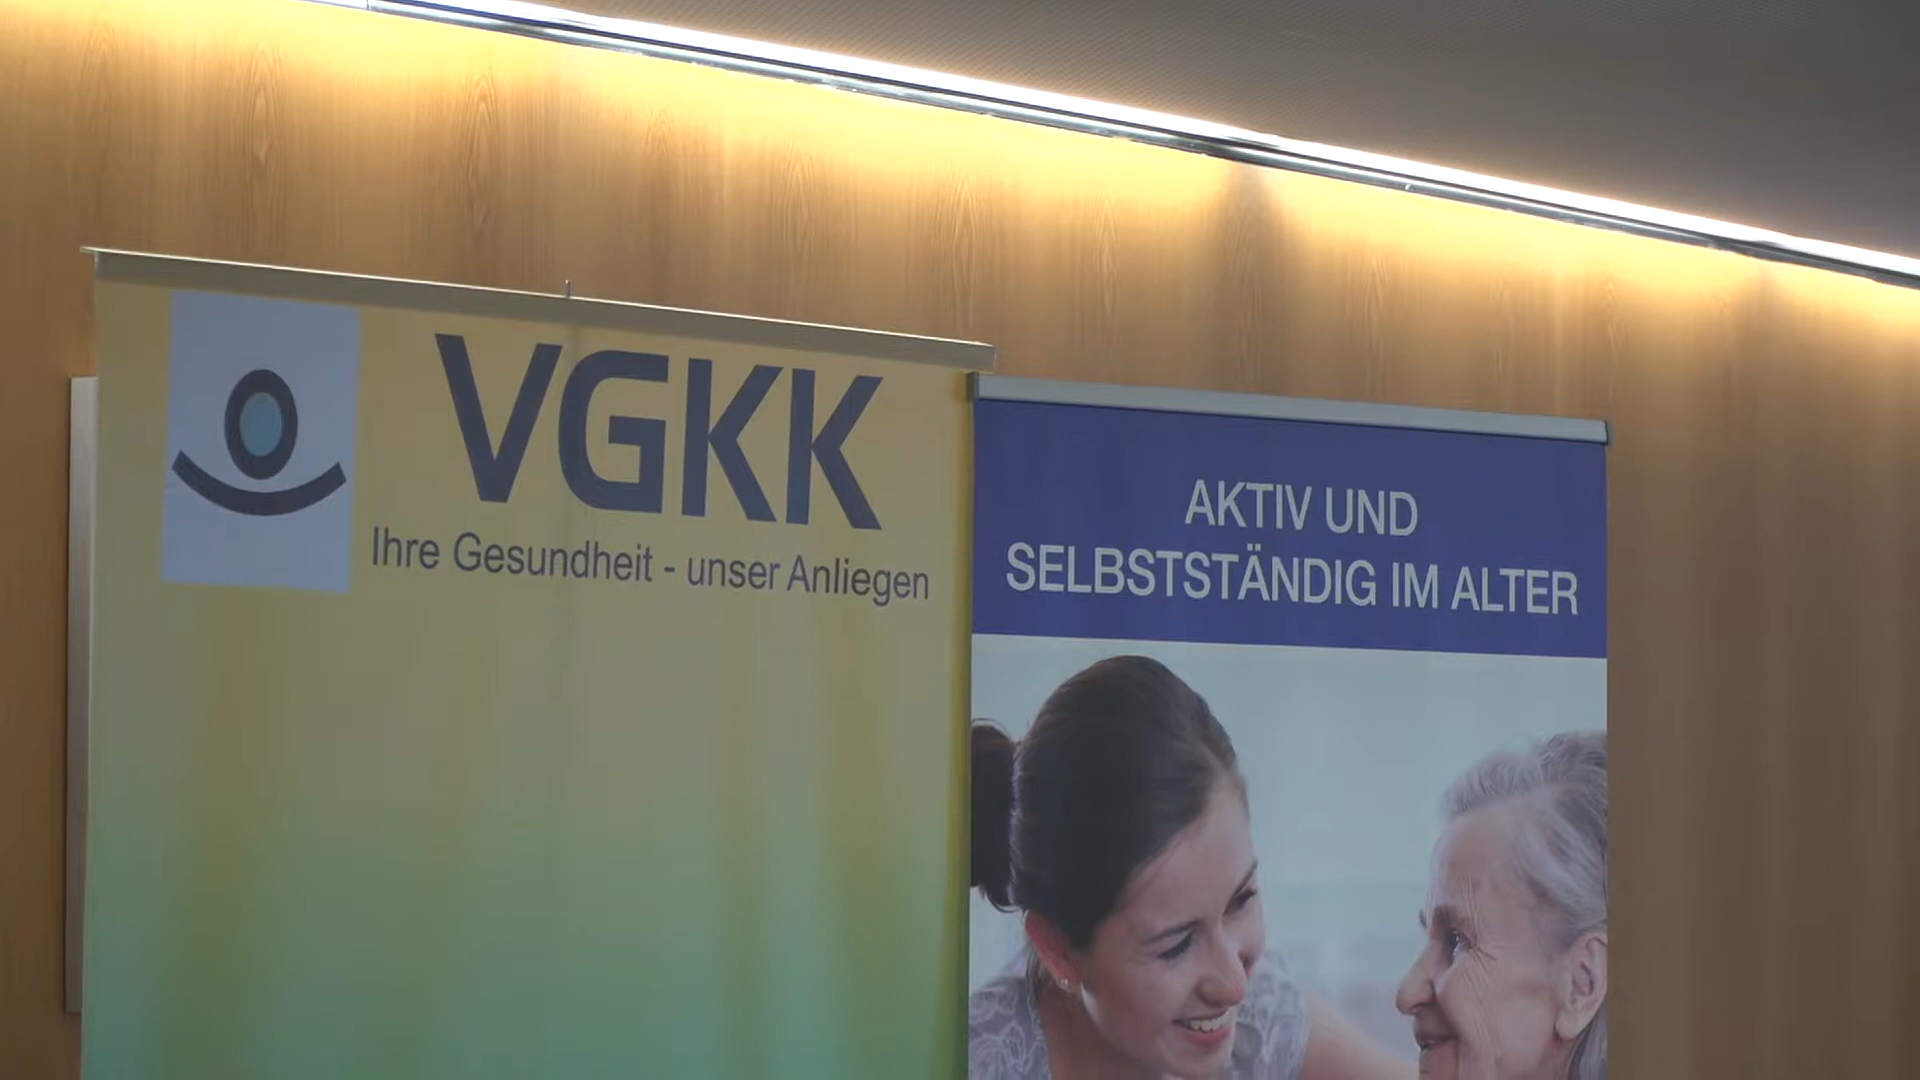 VGKK
Ihre Gesundheit - unser Anliegen
AKTIV UND
SELBSTSTÄNDIG IM ALTER